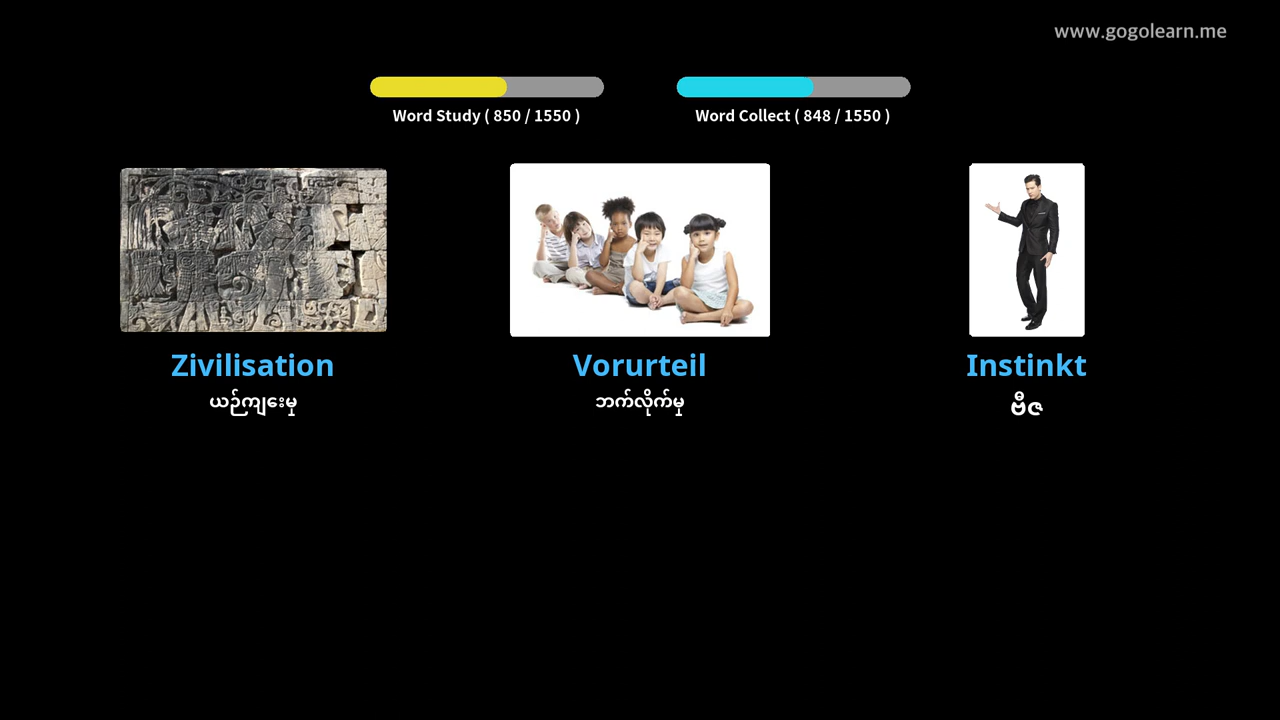 www.gogolearn.me
Word Study ( 850 / 1550 )
Word Collect ( 848 / 1550 )
Zivilisation
Vorurteil
Instinkt
ယဉ်ကျေးမှု
ဘက်လိုက်မှု
ဗီဇ